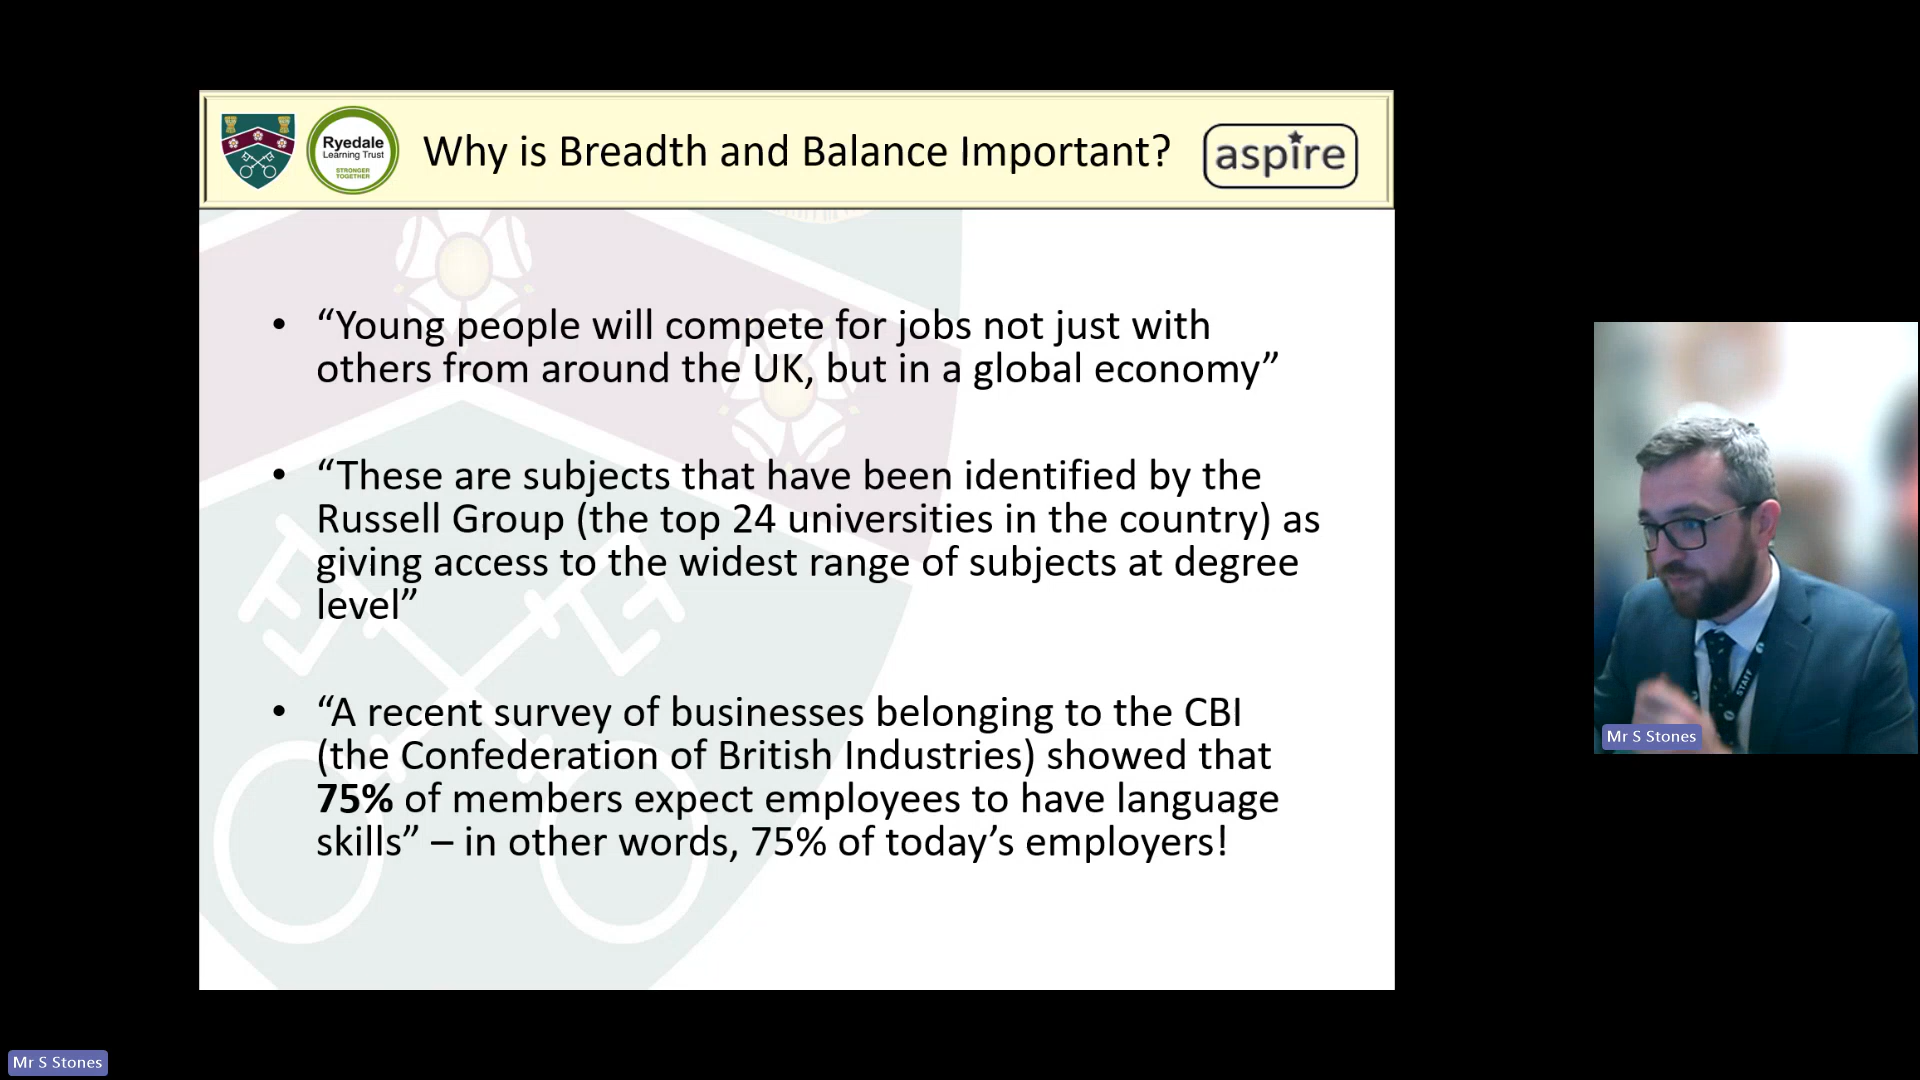 Ryedale
Learning Trust
STRONGER
TOGETHER
Why is Breadth and Balance Important?
aspire
• “Young people will compete for jobs not just with
others from around the UK, but in a global economy”
• “These are subjects that have been identified by the
Russell Group (the top 24 universities in the country) as
giving access to the widest range of subjects at degree
level”
• “A recent survey of businesses belonging to the CBI
(the Confederation of British Industries) showed that
75% of members expect employees to have language
skills” – in other words, 75% of today’s employers!
STAFF
Mr S Stones
Mr S Stones